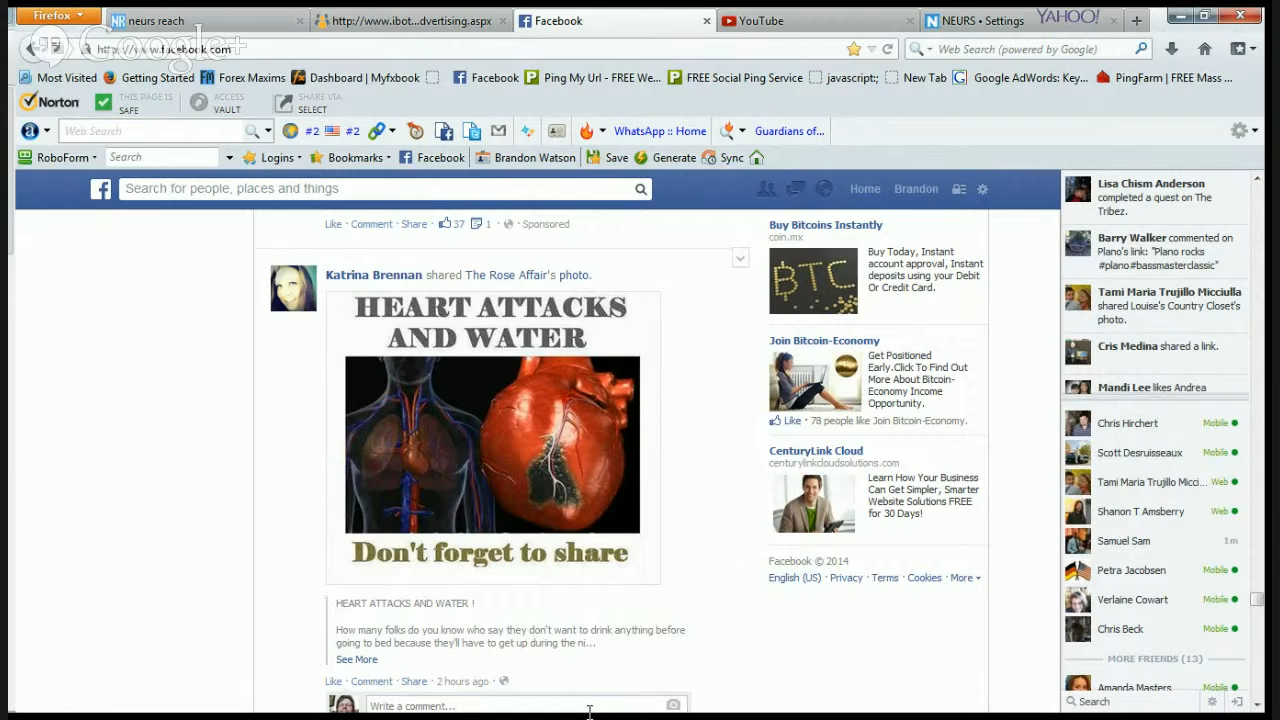 Firefox
NR neurs reach
http://www.ibot...dvertising.aspx
Facebook
YouTube
NEURS • Settings
YAHOO!
Google+
http://www.facebook.com
Web Search (powered by Google)
Most Visited
Getting Started
Forex Maxims
Dashboard | Myfxbook
Facebook
Ping My Url - FREE We...
FREE Social Ping Service
javascript:;
New Tab
Google AdWords: Key...
PingFarm | FREE Mass ...
Norton
THIS PAGE IS
SAFE
ACCESS
VAULT
SHARE VIA
SELECT
Web Search
#2
#2
WhatsApp :: Home
Guardians of...
RoboForm
Search
Logins
Bookmarks
Facebook
Brandon Watson
Save
Generate
Sync
Search for people, places and things
Home
Brandon
Like · Comment · Share · 37 1 · Sponsored
Katrina Brennan shared The Rose Affair's photo.
HEART ATTACKS
AND WATER
Don't forget to share
HEART ATTACKS AND WATER !
How many folks do you know who say they don't want to drink anything before
going to bed because they'll have to get up during the ni...
See More
Like · Comment · Share · 2 hours ago ·
Write a comment...
Buy Bitcoins Instantly
coin.mx
BTC
Buy Today, Instant
account approval, Instant
deposits using your Debit
Or Credit Card.
Join Bitcoin-Economy
Get Positioned
Early.Click To Find Out
More About Bitcoin-
Economy Income
Opportunity.
Like · 78 people like Join Bitcoin-Economy.
CenturyLink Cloud
centurylinkcloudsolutions.com
Learn How Your Business
Can Get Simpler, Smarter
Website Solutions FREE
for 30 Days!
Facebook © 2014
English (US) · Privacy · Terms · Cookies · More
Lisa Chism Anderson
completed a quest on The
Tribez.
Barry Walker commented on
Plano's link: "Plano rocks
#plano#bassmasterclassic"
Tami Maria Trujillo Micciulla
shared Louise's Country Closet's
photo.
Cris Medina shared a link.
Mandi Lee likes Andrea
Chris Hirchert Mobile
Scott Desruisseaux Mobile
Tami Maria Trujillo Micci... Web
Shanon T Amsberry Web
Samuel Sam 1m
Petra Jacobsen Mobile
Verlaine Cowart Mobile
Chris Beck Mobile
MORE FRIENDS (13)
Amanda Masters Mobile
Search